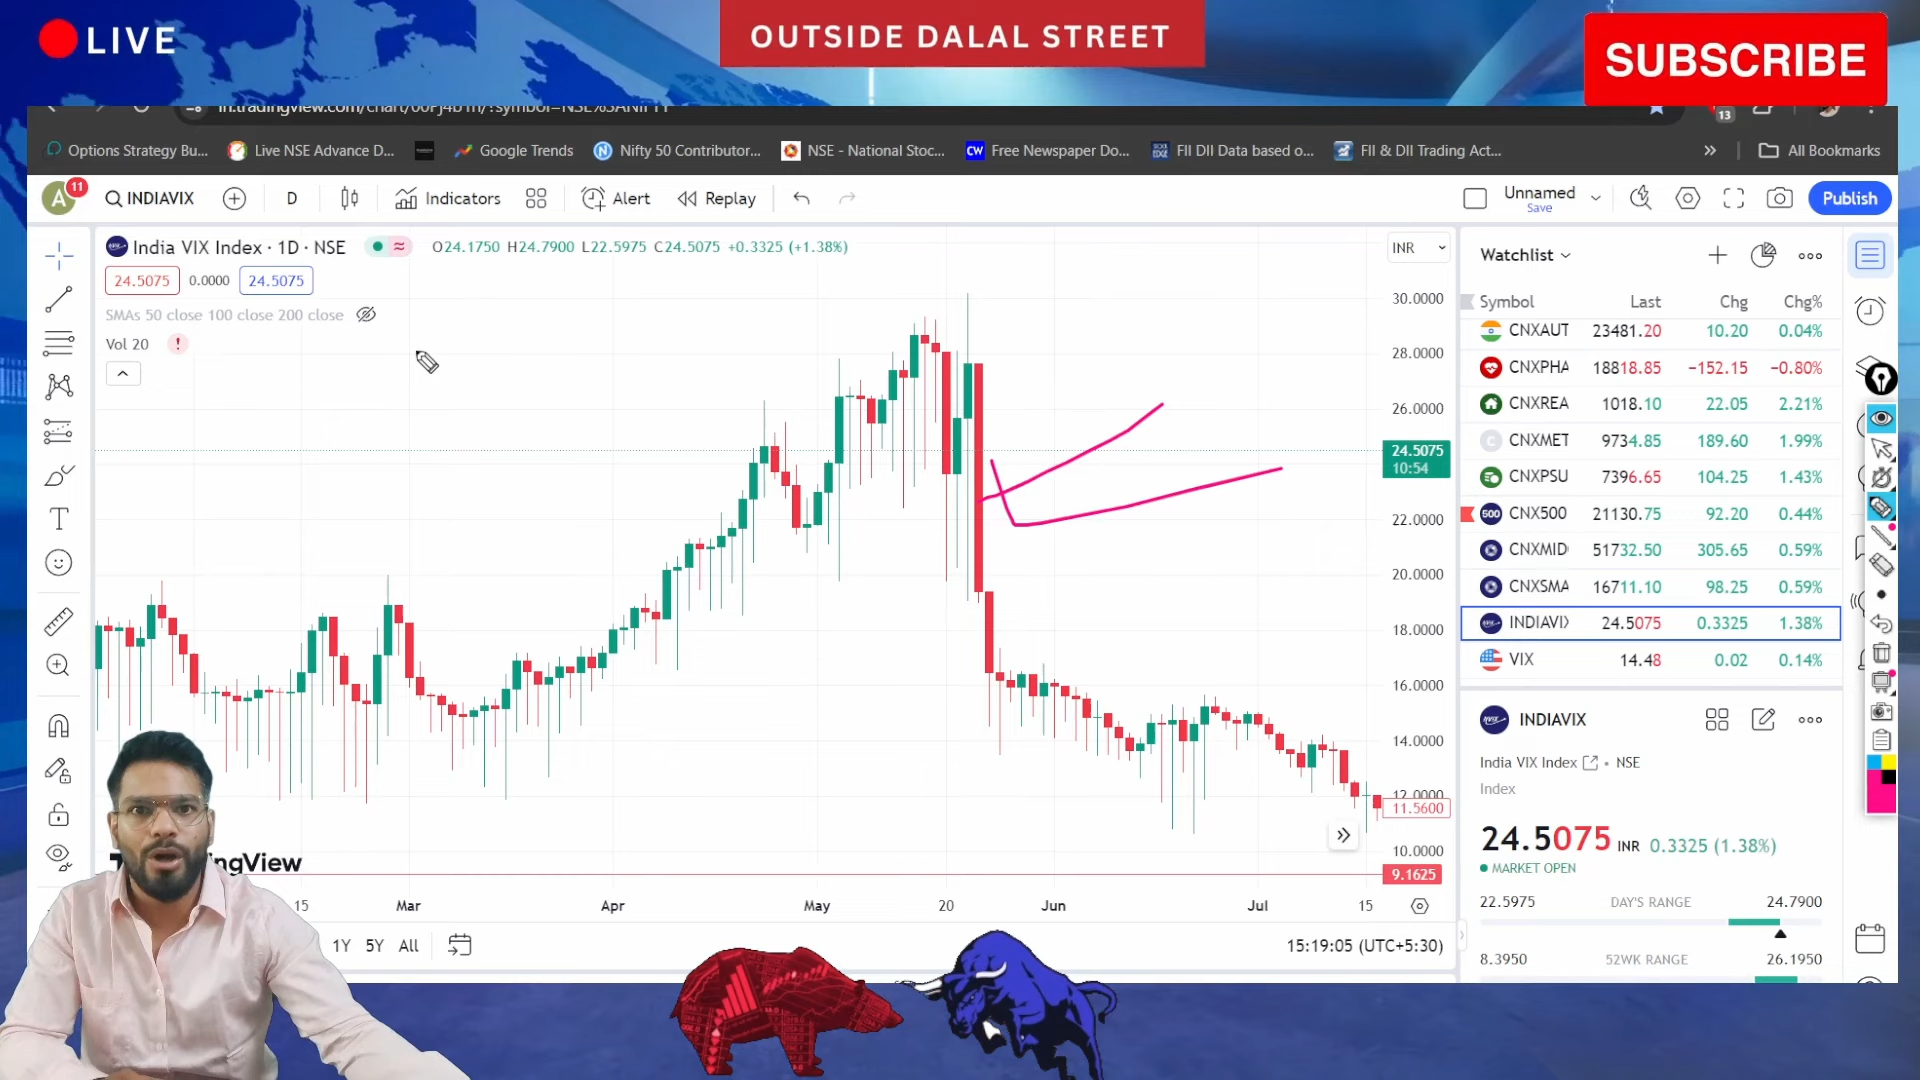 LIVE
OUTSIDE DALAL STREET
SUBSCRIBE
13
Options Strategy Bu...
Live NSE Advance D...
Google Trends
Nifty 50 Contributor...
NSE - National Stoc...
CW Free Newspaper Do...
FII DII Data based o...
FII & DII Trading Act...
All Bookmarks
A 11
INDIAVIX
D
Indicators
Alert
Replay
Unnamed
Save
Publish
India VIX Index · 1D · NSE
O24.1750 H24.7900 L22.5975 C24.5075 +0.3325 (+1.38%)
INR
24.5075 0.0000 24.5075
SMAs 50 close 100 close 200 close
Vol 20
30.0000
28.0000
26.0000
24.5075
10:54
22.0000
20.0000
18.0000
16.0000
14.0000
12.0000
11.5600
10.0000
9.1625
15 Mar Apr May 20 Jun Jul 15
1Y 5Y All
15:19:05 (UTC+5:30)
Watchlist
Symbol Last Chg Chg%
CNXAUT 23481.20 10.20 0.04%
CNXPHA 18818.85 −152.15 −0.80%
CNXREA 1018.10 22.05 2.21%
C CNXMET 9734.85 189.60 1.99%
CNXPSU 7396.65 104.25 1.43%
500 CNX500 21130.75 92.20 0.44%
CNXMID 51732.50 305.65 0.59%
CNXSMA 16711.10 98.25 0.59%
INDIAVI 24.5075 0.3325 1.38%
VIX 14.48 0.02 0.14%
INDIAVIX
India VIX Index • NSE
Index
24.5075 INR 0.3325 (1.38%)
MARKET OPEN
22.5975 DAY'S RANGE 24.7900
8.3950 52WK RANGE 26.1950